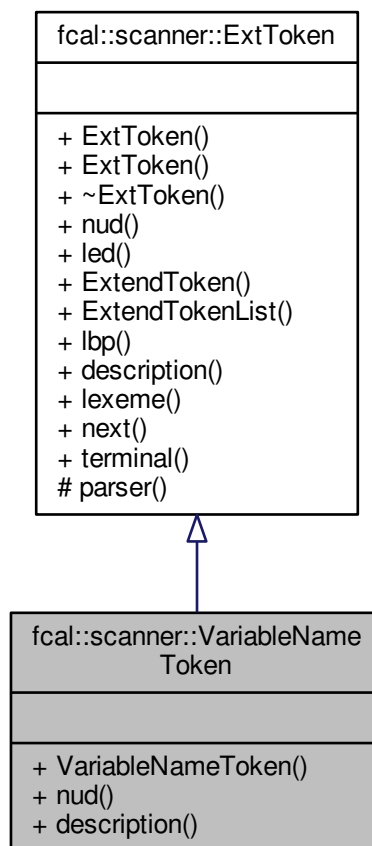 fcal::scanner::ExtToken
+ ExtToken()
+ ExtToken()
+ ~ExtToken()
+ nud()
+ led()
+ ExtendToken()
+ ExtendTokenList()
+ lbp()
+ description()
+ lexeme()
+ next()
+ terminal()
# parser()
fcal::scanner::VariableName
Token
+ VariableNameToken()
+ nud()
+ description()